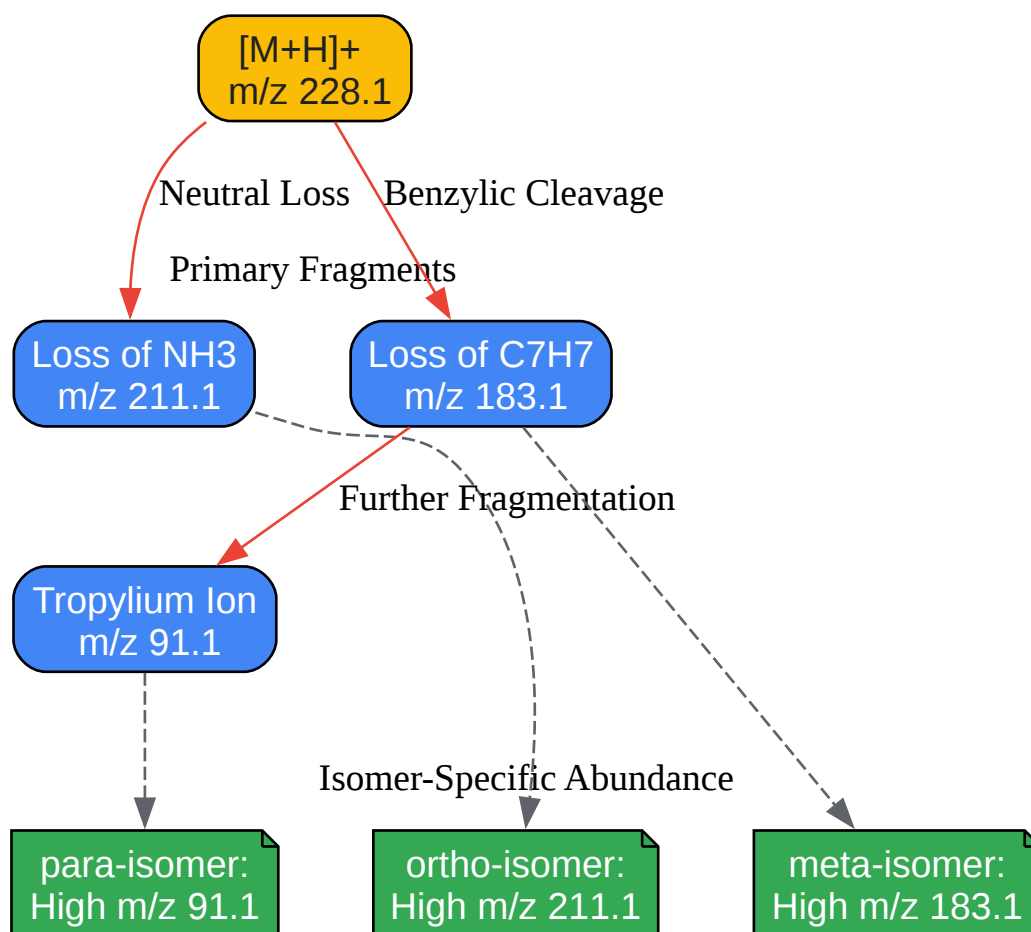 [M+H]+
m/z 228.1
Neutral Loss
Benzylic Cleavage
Primary Fragments
Loss of NH3
m/z 211.1
Loss of C7H7
m/z 183.1
Further Fragmentation
Tropylium Ion
m/z 91.1
Isomer-Specific Abundance
para-isomer:
High m/z 91.1
ortho-isomer:
High m/z 211.1
meta-isomer:
High m/z 183.1